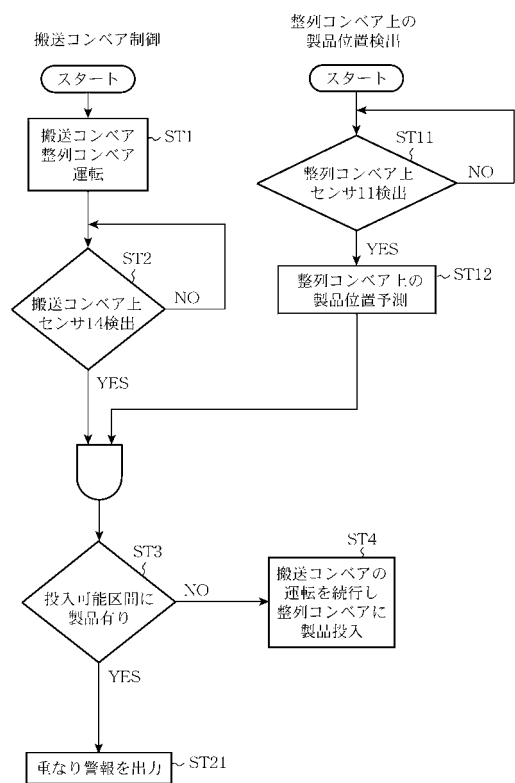 搬送コンベア制御
スタート
搬送コンベア
整列コンベア
運転
ST1
ST2
搬送コンベア上
センサ14検出
NO
YES
整列コンベア上の
製品位置検出
スタート
ST11
整列コンベア上
センサ11検出
NO
YES
整列コンベア上の
製品位置予測
ST12
ST3
投入可能区間に
製品有り
NO
YES
ST4
搬送コンベアの
運転を続行し
整列コンベアに
製品投入
重なり警報を出力
ST21